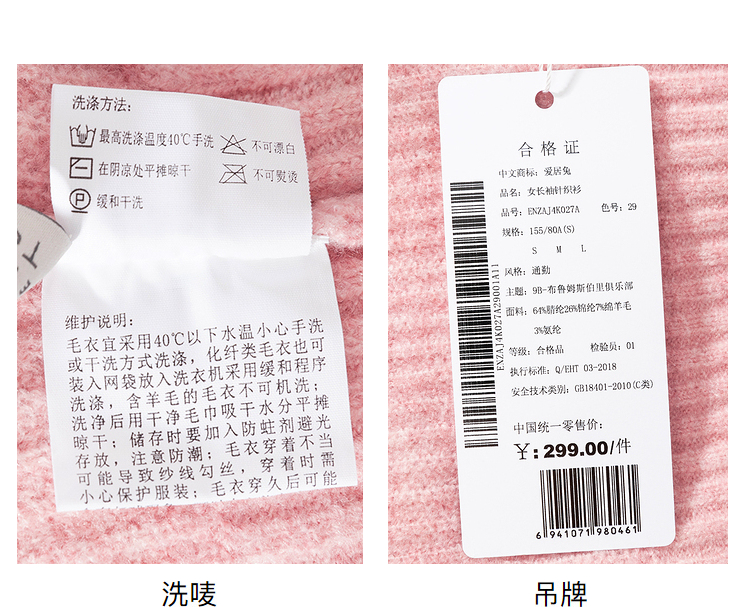 洗涤方法:
最高洗涤温度40℃手洗
不可漂白
在阴凉处平摊晾干
不可熨烫
P
缓和干洗
维护说明:
毛衣宜采用40℃以下水温小心手洗
或干洗方式洗涤,化纤类毛衣也可
装入网袋放入洗衣机采用缓和程序
洗涤,含羊毛的毛衣不可机洗;
洗净后用干净毛巾吸干水分平摊
晾干;储存时要加入防蛀剂避光
存放,注意防潮;毛衣穿着不当
可能导致纱线勾丝,穿着时需
小心保护服装;毛衣穿久后可能
合格证
中文商标:爱居兔
品名:女长袖针织衫
品号:ENZAJ4K027A 色号:29
规格:155/80A(S)
S M L
风格:通勤
主题:9B-布鲁姆斯伯里俱乐部
面料:64%腈纶26%锦纶7%绵羊毛
3%氨纶
等级:合格品 检验员:01
执行标准:Q/EHT 03-2018
安全技术类别:GB18401-2010(C类)
ENZAJ4K027A29001A11
中国统一零售价:
¥:299.00/件
6 941071 980461
洗唛
吊牌